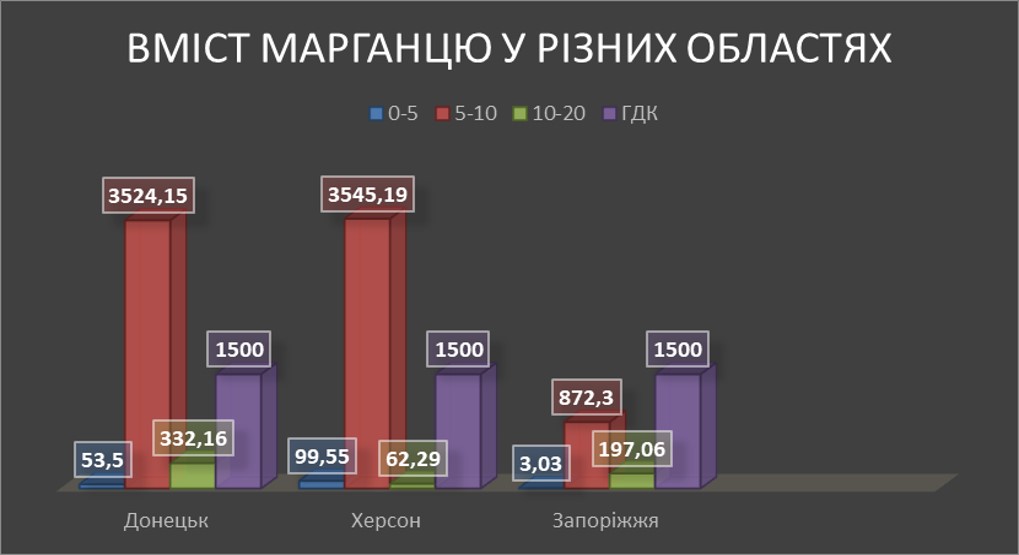 ВМІСТ МАРГАНЦЮ У РІЗНИХ ОБЛАСТЯХ
0-5 5-10 10-20 ГДК
3524,15 3545,19
1500 1500 1500
872,3
53,5 332,16 99,55 62,29 3,03 197,06
Донецьк Херсон Запоріжжя